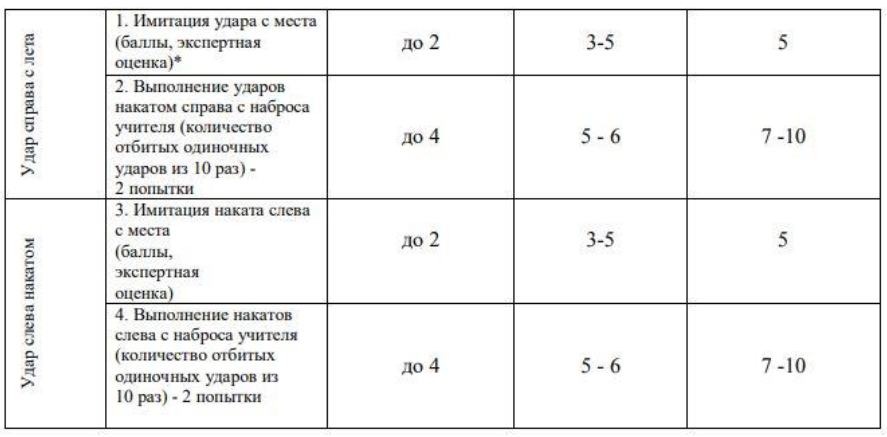 Удар справа с лета
1. Имитация удара с места
(баллы, экспертная
оценка)*
до 2
3-5
5
2. Выполнение ударов
накатом справа с наброса
учителя (количество
отбитых одиночных
ударов из 10 раз) -
2 попытки
до 4
5 - 6
7 -10
Удар слева накатом
3. Имитация наката слева
с места
(баллы,
экспертная
оценка)
до 2
3-5
5
4. Выполнение накатов
слева с наброса учителя
(количество отбитых
одиночных ударов из
10 раз) - 2 попытки
до 4
5 - 6
7 -10